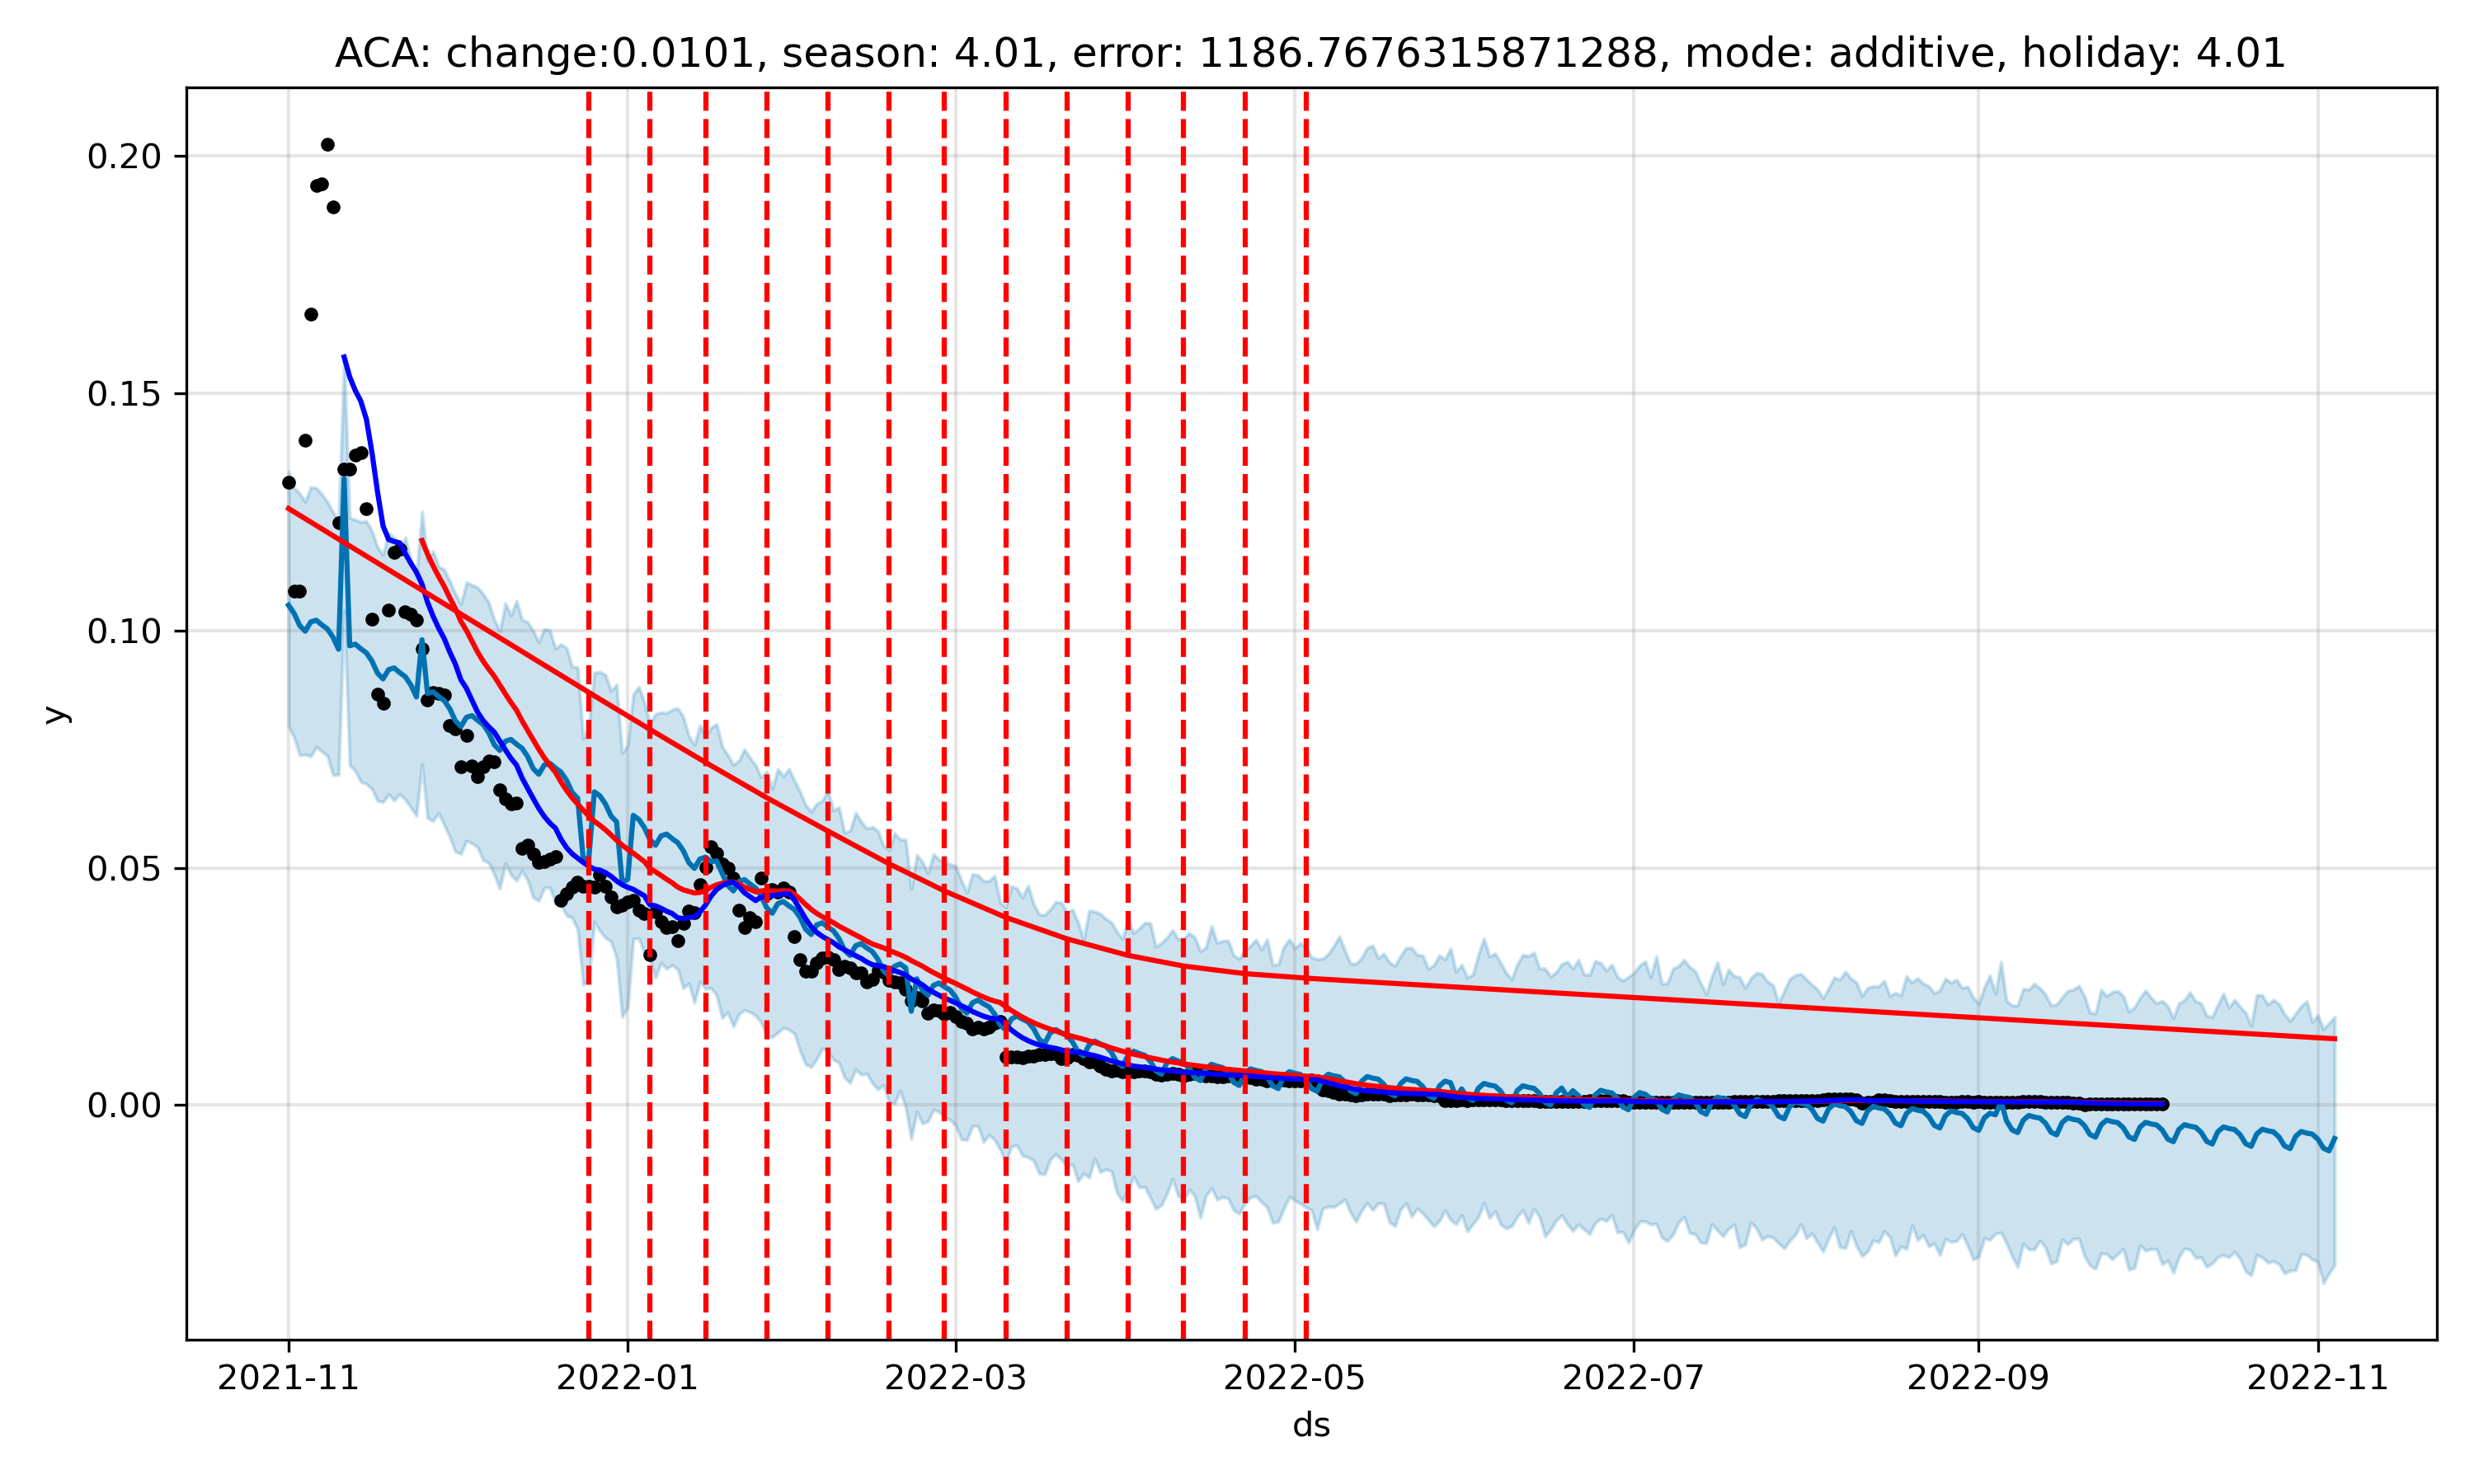 ACA: change:0.0101, season: 4.01, error: 1186.7676315871288, mode: additive, holiday: 4.01
0.20
0.15
0.10
0.05
0.00
y
2021-11 2022-01 2022-03 2022-05 2022-07 2022-09 2022-11
ds